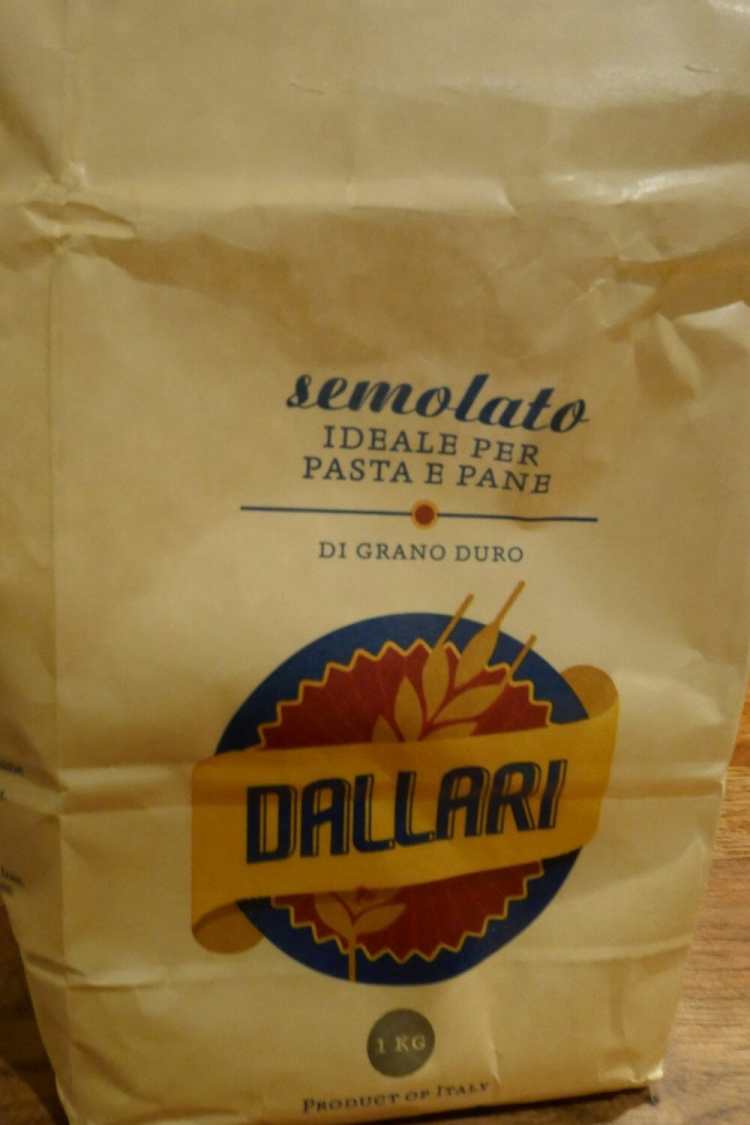 semolato
IDEALE PER
PASTA E PANE
DI GRANO DURO
DALLARI
1 KG
PRODUCT OF ITALY